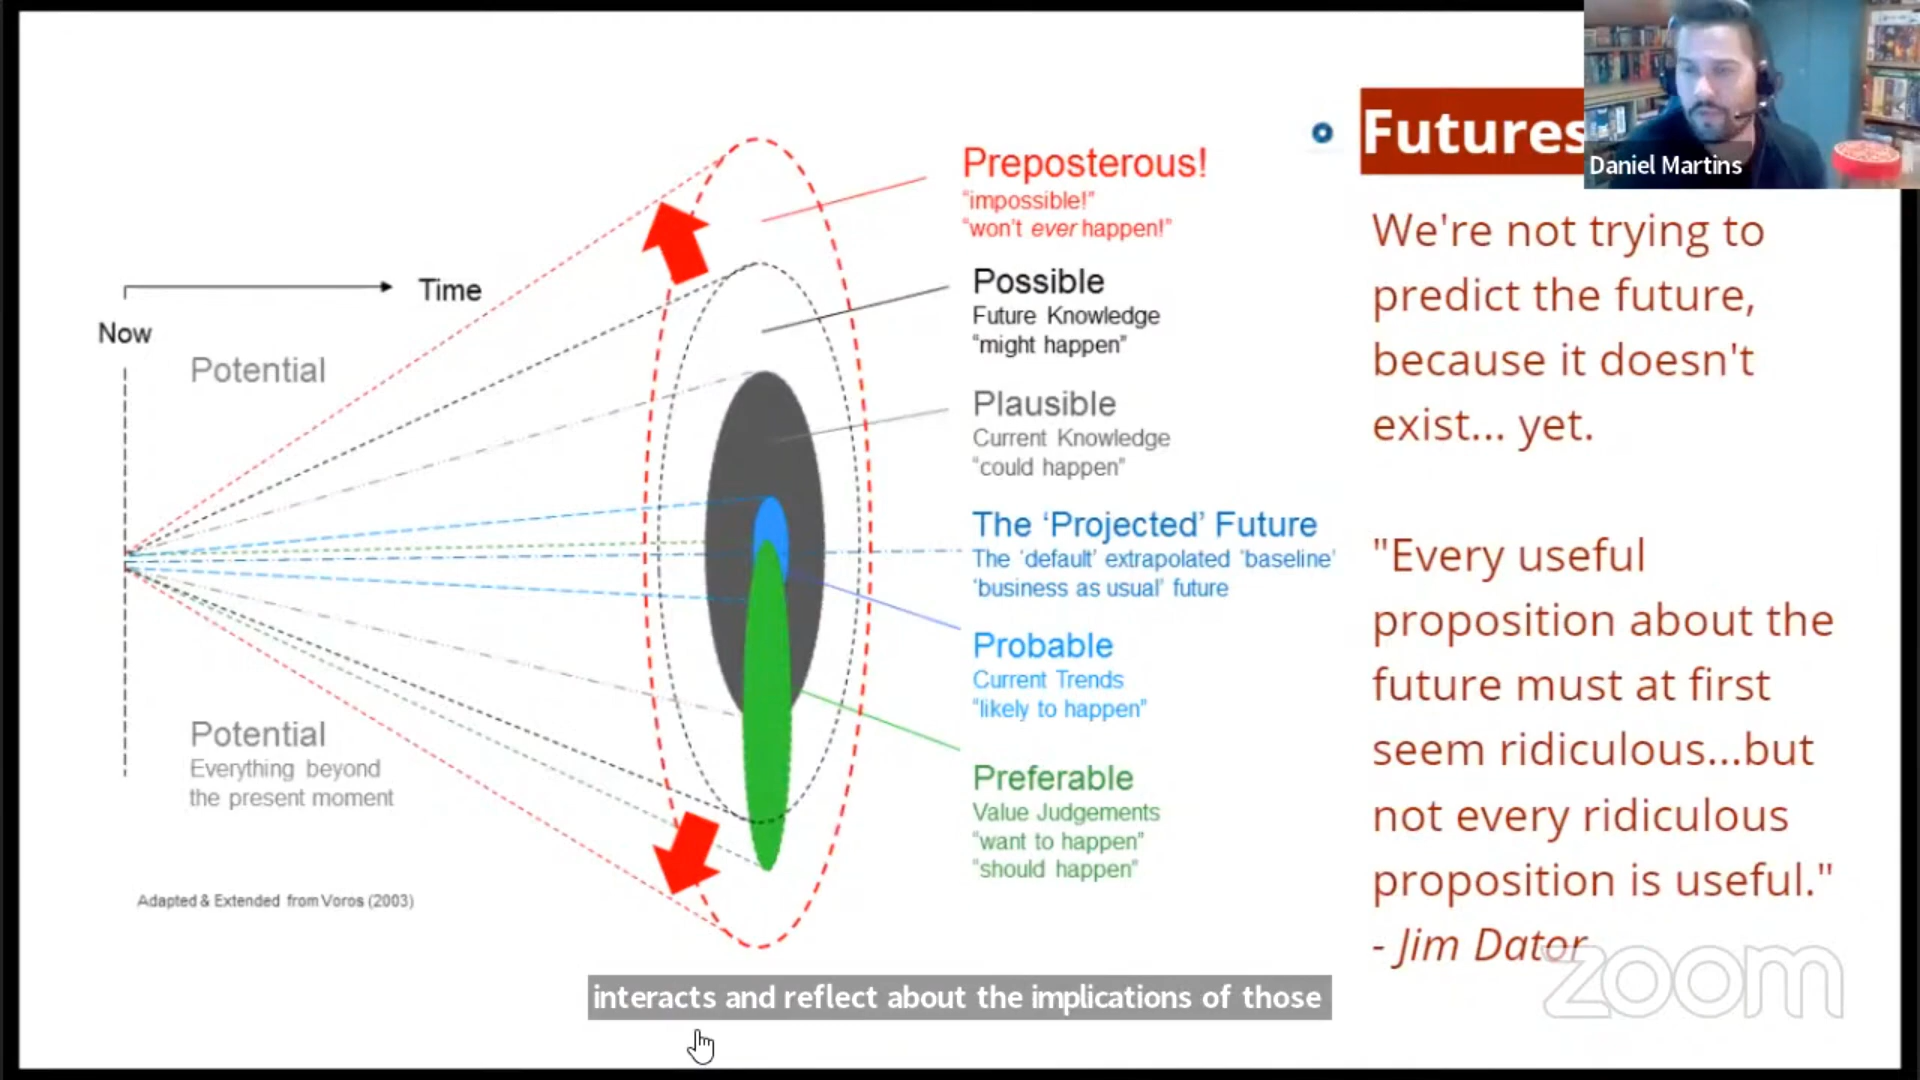 Time
Now
Potential
Potential
Everything beyond
the present moment
Adapted & Extended from Voros (2003)
Preposterous!
"impossible!"
"won't ever happen!"
Possible
Future Knowledge
"might happen"
Plausible
Current Knowledge
"could happen"
The 'Projected' Future
The 'default' extrapolated 'baseline'
'business as usual' future
Probable
Current Trends
"likely to happen"
Preferable
Value Judgements
"want to happen"
"should happen"
Futures
Daniel Martins
We're not trying to
predict the future,
because it doesn't
exist... yet.
"Every useful
proposition about the
future must at first
seem ridiculous...but
not every ridiculous
proposition is useful."
- Jim Dator
zoom
interacts and reflect about the implications of those